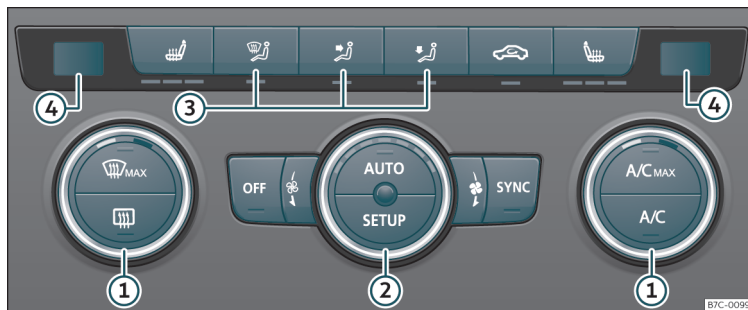 4
3
4
MAX
AUTO
A/C MAX
OFF
SYNC
SETUP
A/C
1
2
1
B7C-0099